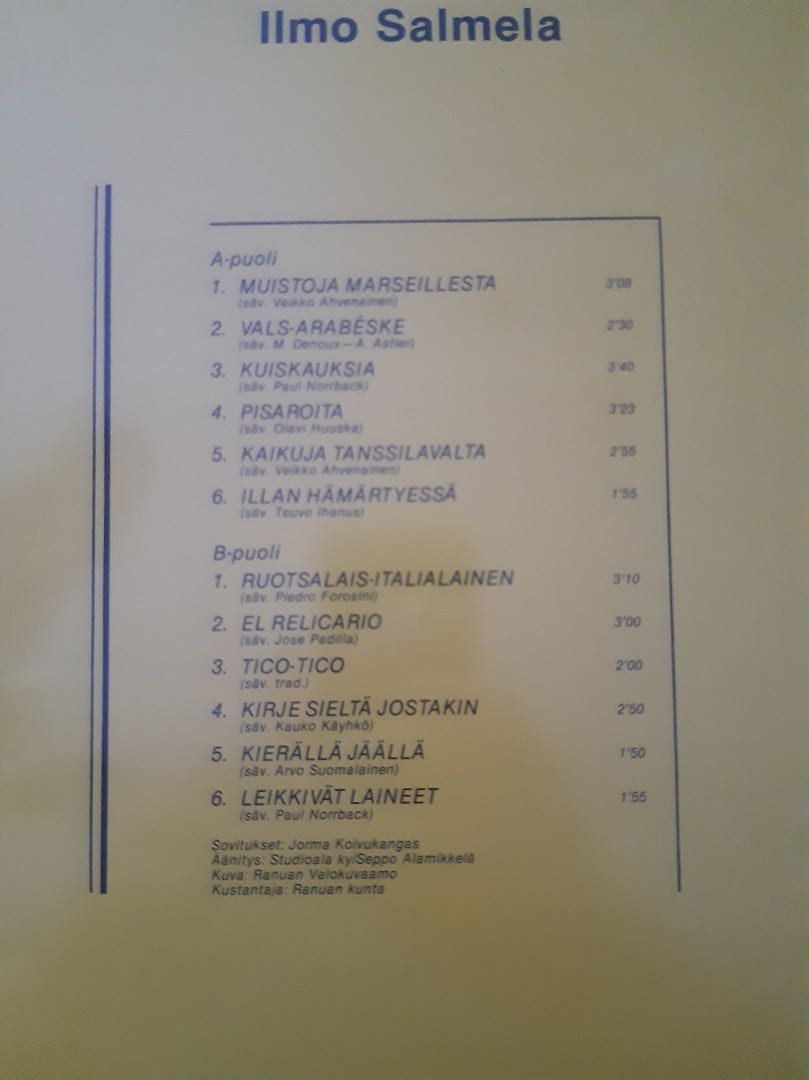 Ilmo Salmela
A-puoli
1. MUISTOJA MARSEILLESTA 3'08
(säv. Veikko Ahvenainen)
2. VALS-ARABÉSKE 2'30
(säv. M. Denoux—A. Astier)
3. KUISKAUKSIA 3'40
(säv. Paul Norrback)
4. PISAROITA 3'23
(säv. Olavi Huuska)
5. KAIKUJA TANSSILAVALTA 2'55
(säv. Veikko Ahvenainen)
6. ILLAN HÄMÄRTYESSÄ 1'55
(säv. Teuvo Ihanus)
B-puoli
1. RUOTSALAIS-ITALIALAINEN 3'10
(säv. Piedro Forosini)
2. EL RELICARIO 3'00
(säv. Jose Padilla)
3. TICO-TICO 2'00
(säv. trad.)
4. KIRJE SIELTÄ JOSTAKIN 2'50
(säv. Kauko Käyhkö)
5. KIERÄLLÄ JÄÄLLÄ 1'50
(säv. Arvo Suomalainen)
6. LEIKKIVÄT LAINEET 1'55
(säv. Paul Norrback)
Sovitukset: Jorma Koivukangas
Äänitys: Studioala ky/Seppo Alamikkelä
Kuva: Ranuan Valokuvaamo
Kustantaja: Ranuan kunta